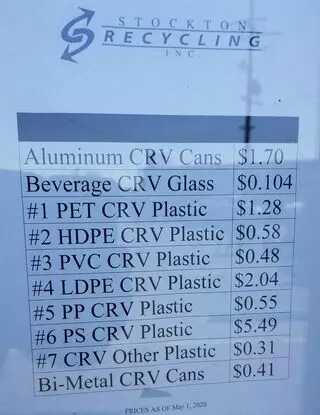 STOCKTON
RECYCLING
INC
Aluminum CRV Cans $1.70
Beverage CRV Glass $0.104
#1 PET CRV Plastic $1.28
#2 HDPE CRV Plastic $0.58
#3 PVC CRV Plastic $0.48
#4 LDPE CRV Plastic $2.04
#5 PP CRV Plastic $0.55
#6 PS CRV Plastic $5.49
#7 CRV Other Plastic $0.31
Bi-Metal CRV Cans $0.41
PRICES AS OF May 1, 2020